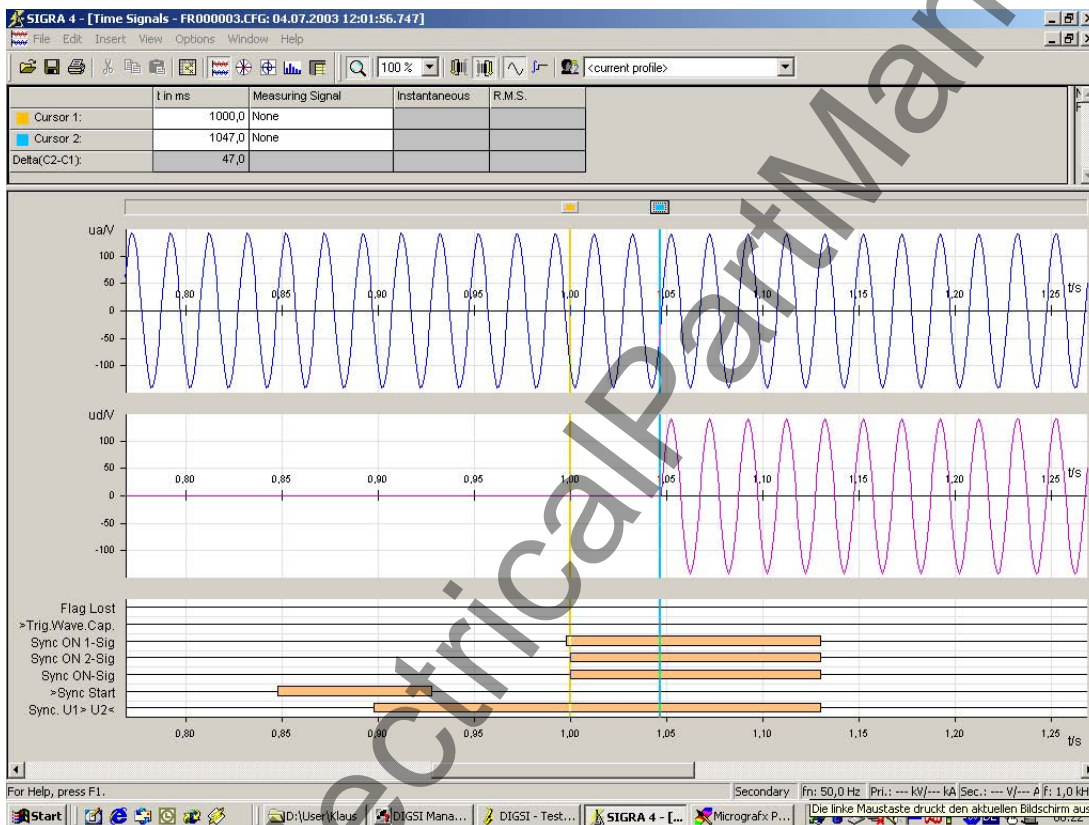 SIGRA 4 - [Time Signals - FR000003.CFG: 04.07.2003 12:01:56.747]
File Edit Insert View Options Window Help
100 % <current profile>
t in ms Measuring Signal Instantaneous R.M.S.
Cursor 1: 1000,0 None
Cursor 2: 1047,0 None
Delta(C2-C1): 47,0
ua/V
100
50
0,80 0,85 0,90 0,95 1,00 1,05 1,10 1,15 1,20 1,25 t/s
0
-50
-100
ud/V
100
50
0,80 0,85 0,90 0,95 1,00 1,05 1,10 1,15 1,20 1,25 t/s
0
-50
-100
Flag Lost
>Trig.Wave.Cap.
Sync ON 1-Sig
Sync ON 2-Sig
Sync ON-Sig
>Sync Start
Sync. U1> U2<
0,80 0,85 0,90 0,95 1,00 1,05 1,10 1,15 1,20 1,25
t/s
For Help, press F1. Secondary fn: 50,0 Hz Pri.: --- kV/--- kA Sec.: --- V/--- A f: 1,0 kH
Start D:\User\Klaus DIGSI Mana... DIGSI - Test... SIGRA 4 - [... Micrografx P... Die linke Maustaste druckt den aktuellen Bildschirm aus
ectricalPartMan